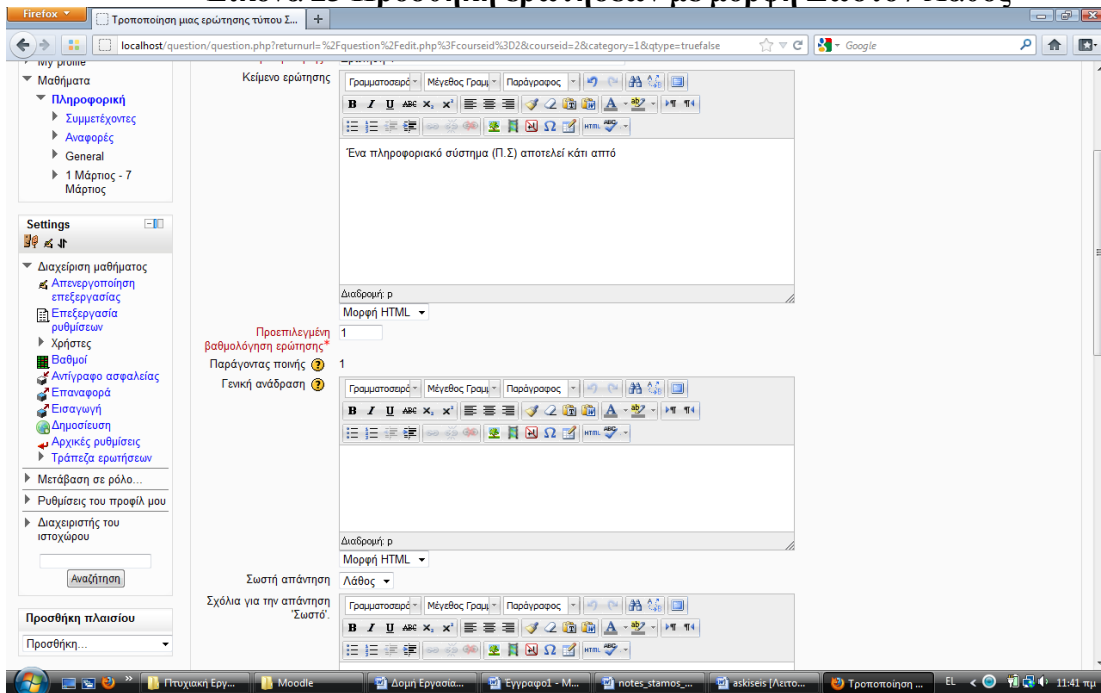 Firefox
Τροποποίηση μιας ερώτησης τύπου Σ...
localhost/question/question.php?returnurl=%2Fquestion%2Fedit.php%3Fcourseid%3D2&courseid=2&category=1&qtype=truefalse
Google
My profile
Μαθήματα
Πληροφορική
Συμμετέχοντες
Αναφορές
General
1 Μάρτιος - 7
Μάρτιος
Settings
Διαχείριση μαθήματος
Απενεργοποίηση
επεξεργασίας
Επεξεργασία
ρυθμίσεων
Χρήστες
Βαθμοί
Αντίγραφο ασφαλείας
Επαναφορά
Εισαγωγή
Δημοσίευση
Αρχικές ρυθμίσεις
Τράπεζα ερωτήσεων
Μετάβαση σε ρόλο...
Ρυθμίσεις του προφίλ μου
Διαχειριστής του
ιστοχώρου
Αναζήτηση
Προσθήκη πλαισίου
Προσθήκη...
Κείμενο ερώτησης
Γραμματοσειρά Μέγεθος Γραμ Παράγραφος
Ένα πληροφοριακό σύστημα (Π.Σ) αποτελεί κάτι απτό
Διαδρομή: p
Μορφή HTML
Προεπιλεγμένη
βαθμολόγηση ερώτησης* 1
Παράγοντας ποινής 1
Γενική ανάδραση
Γραμματοσειρά Μέγεθος Γραμ Παράγραφος
Διαδρομή: p
Μορφή HTML
Σωστή απάντηση Λάθος
Σχόλια για την απάντηση
'Σωστό'.
Γραμματοσειρά Μέγεθος Γραμ Παράγραφος
Πτυχιακή Εργ... Moodle Δομή Εργασία... Έγγραφο1 - M... notes_stamos_... askiseis [Λειτο... Τροποποίηση ... EL 11:41 πμ